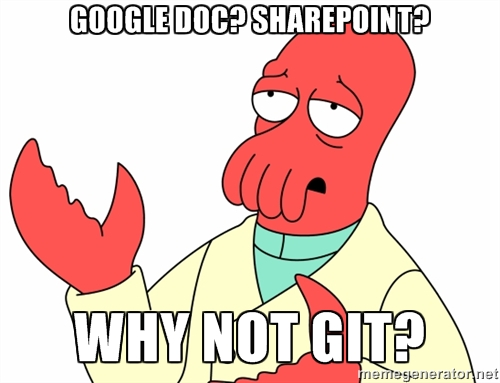 GOOGLE DOC? SHAREPOINT?
WHY NOT GIT?
memegenerator.net